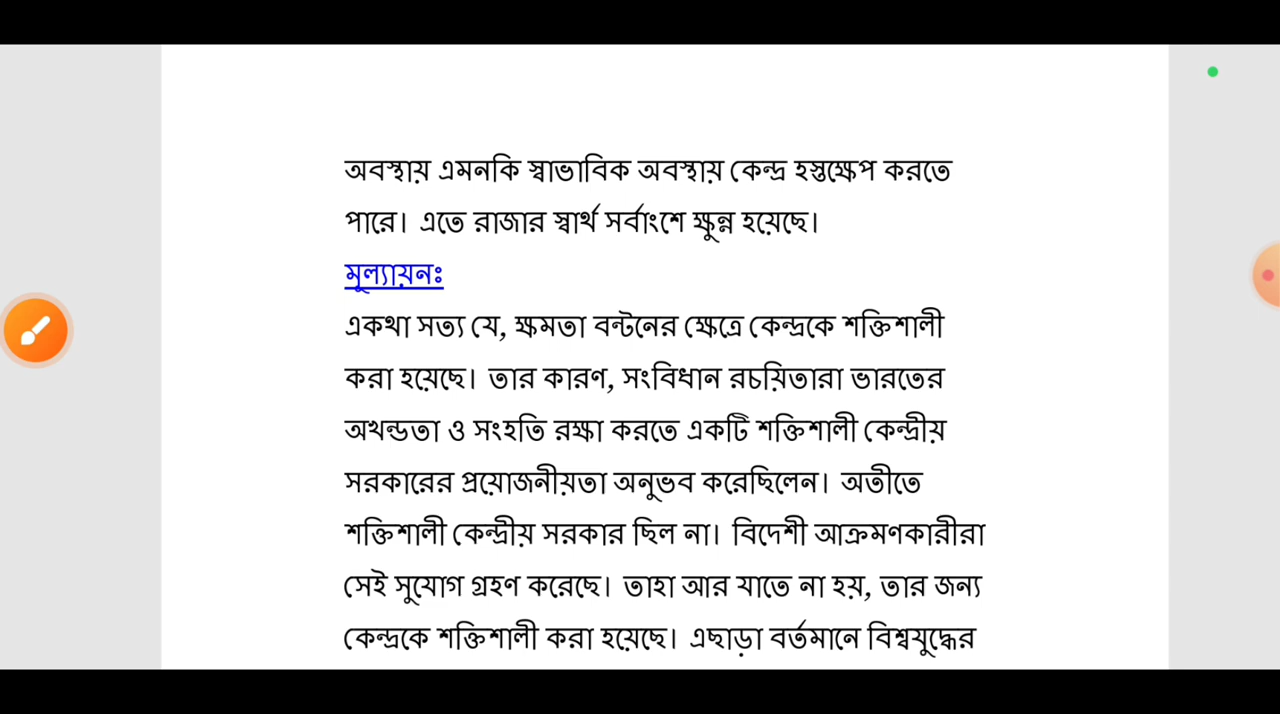 অবস্থায় এমনকি স্বাভাবিক অবস্থায় কেন্দ্র হস্তক্ষেপ করতে
পারে। এতে রাজার স্বার্থ সর্বাংশে ক্ষুন্ন হয়েছে।
মূল্যায়নঃ
একথা সত্য যে, ক্ষমতা বন্টনের ক্ষেত্রে কেন্দ্রকে শক্তিশালী
করা হয়েছে। তার কারণ, সংবিধান রচয়িতারা ভারতের
অখন্ডতা ও সংহতি রক্ষা করতে একটি শক্তিশালী কেন্দ্রীয়
সরকারের প্রয়োজনীয়তা অনুভব করেছিলেন। অতীতে
শক্তিশালী কেন্দ্রীয় সরকার ছিল না। বিদেশী আক্রমণকারীরা
সেই সুযোগ গ্রহণ করেছে। তাহা আর যাতে না হয়, তার জন্য
কেন্দ্রকে শক্তিশালী করা হয়েছে। এছাড়া বর্তমানে বিশ্বযুদ্ধের